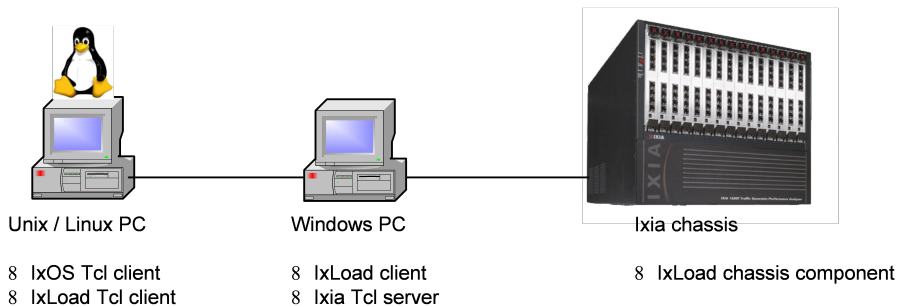 IXIA
IXIA
Unix / Linux PC
Windows PC
Ixia chassis
8 IxOS Tcl client
8 IxLoad client
8 IxLoad chassis component
8 IxLoad Tcl client
8 Ixia Tcl server